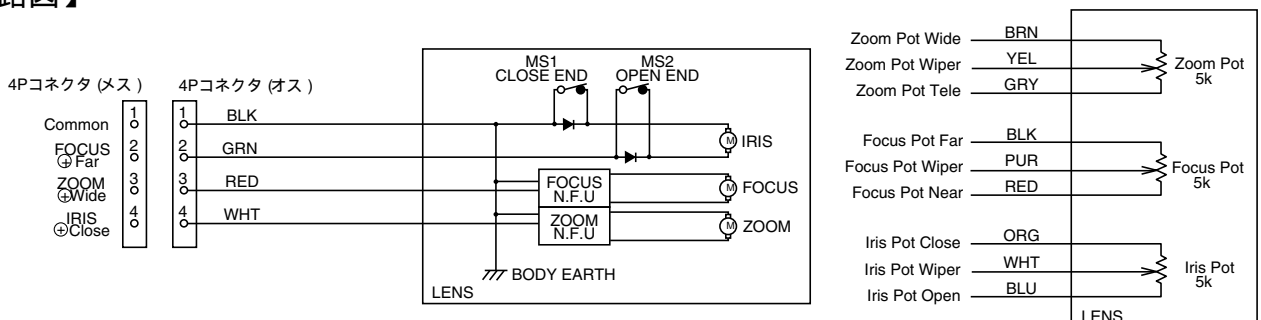 路図】
4Pコネクタ (メス)
4Pコネクタ (オス)
Common
FOCUS
⊕Far
ZOOM
⊕Wide
IRIS
⊕Close
1
2
3
4
1
2
3
4
BLK
GRN
RED
WHT
MS1
CLOSE END
MS2
OPEN END
M
IRIS
FOCUS
N.F.U
M
FOCUS
ZOOM
N.F.U
M
ZOOM
BODY EARTH
LENS
Zoom Pot Wide
BRN
Zoom Pot Wiper
YEL
Zoom Pot Tele
GRY
Zoom Pot
5k
Focus Pot Far
BLK
Focus Pot Wiper
PUR
Focus Pot Near
RED
Focus Pot
5k
Iris Pot Close
ORG
Iris Pot Wiper
WHT
Iris Pot Open
BLU
Iris Pot
5k
LENS